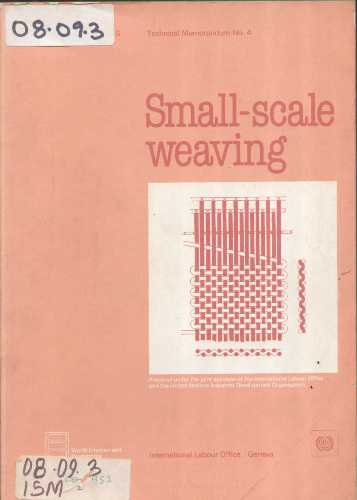 08.09.3
Technical Memorandum No. 4
Small-scale
weaving
Prepared under the joint auspices of the International Labour Office
and the United Nations Industrial Development Organisation
International Labour Office Geneva
08.09.3
ISM